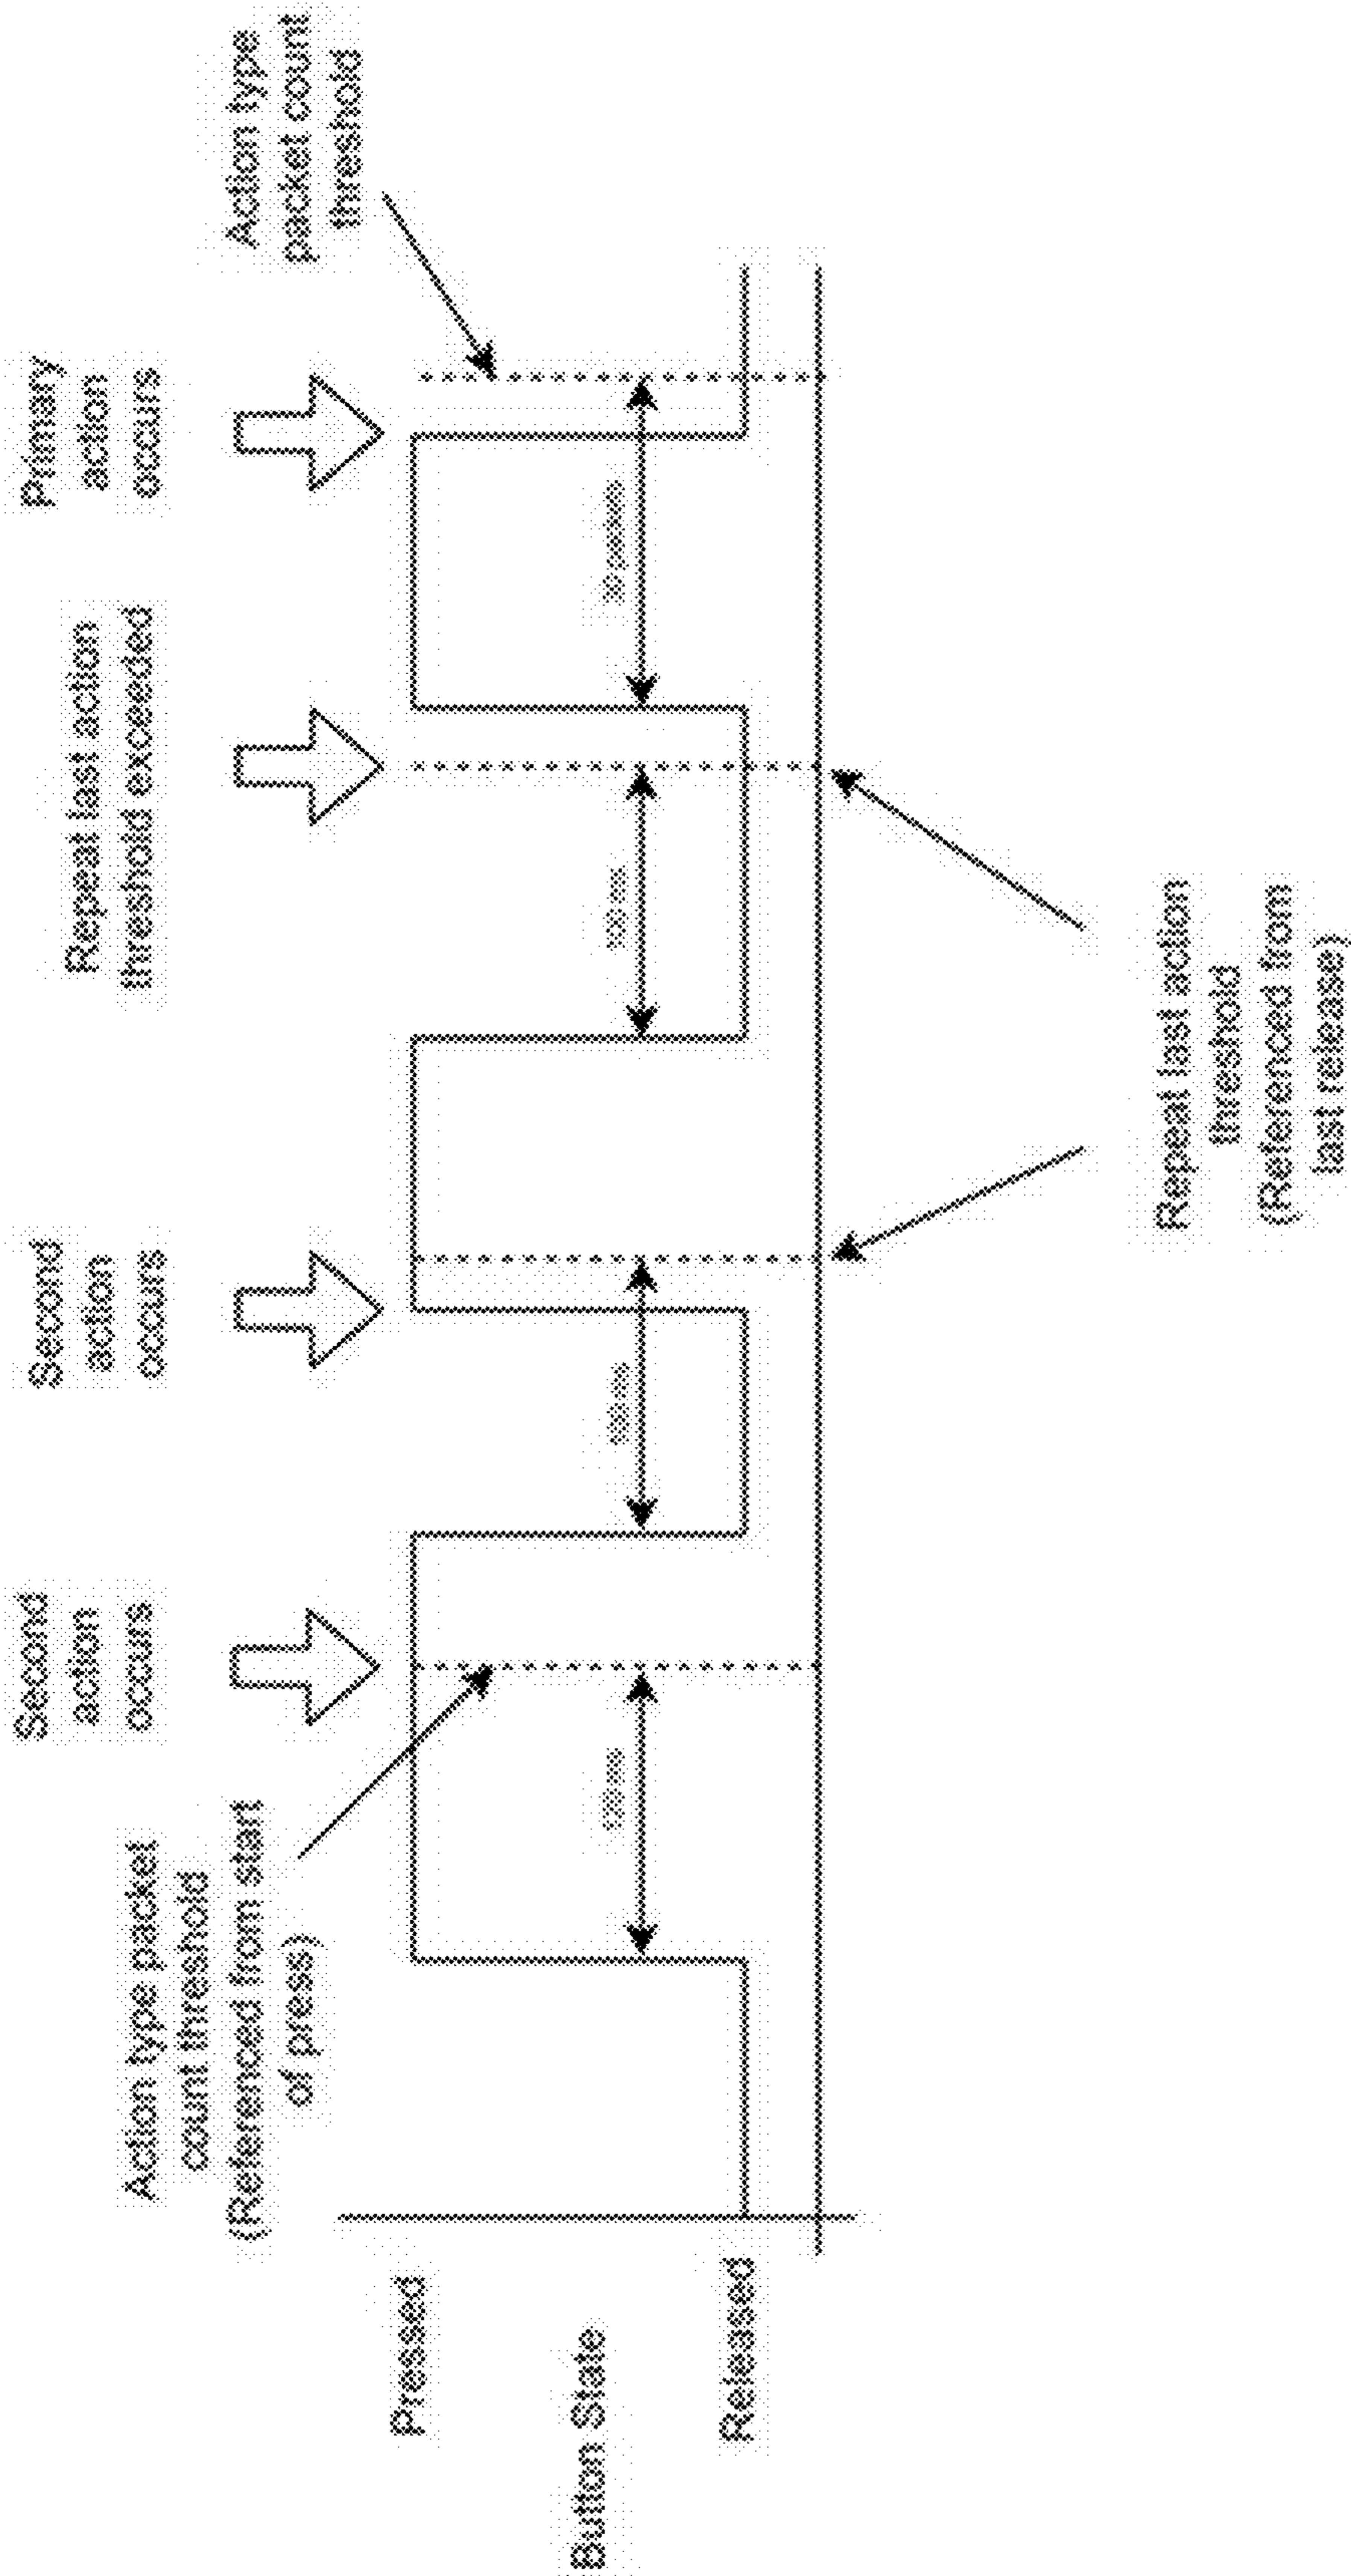 Action type packet
count threshold
(Referenced from start
of press)
Second
action
occurs
Second
action
occurs
Repeat last action
threshold exceeded
Primary
action
occurs
Action type
packet count
threshold
Pressed
Button State
Released
Repeat last action
threshold
(Referenced from
last release)